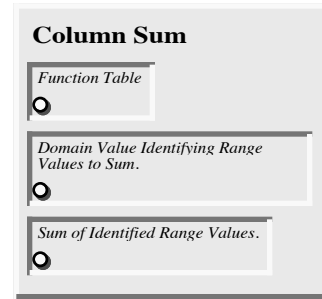 Column Sum
Function Table
Domain Value Identifying Range
Values to Sum.
Sum of Identified Range Values.